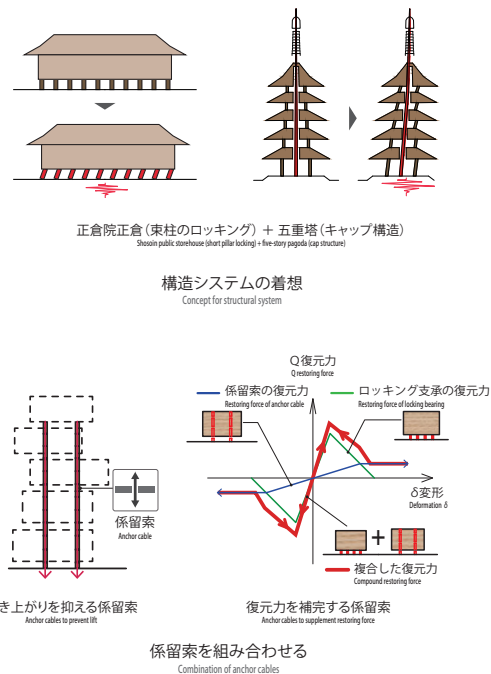 正倉院正倉（束柱のロッキング）＋ 五重塔（キャップ構造）
Shosoin public storehouse (short pillar locking) + five-story pagoda (cap structure)
構造システムの着想
Concept for structural system
Q復元力
Q restoring force
係留索の復元力
Restoring force of anchor cable
ロッキング支承の復元力
Restoring force of locking bearing
係留索
Anchor cable
δ変形
Deformation δ
+
複合した復元力
Compound restoring force
き上がりを抑える係留索
Anchor cables to prevent lift
復元力を補完する係留索
Anchor cables to supplement restoring force
係留索を組み合わせる
Combination of anchor cables